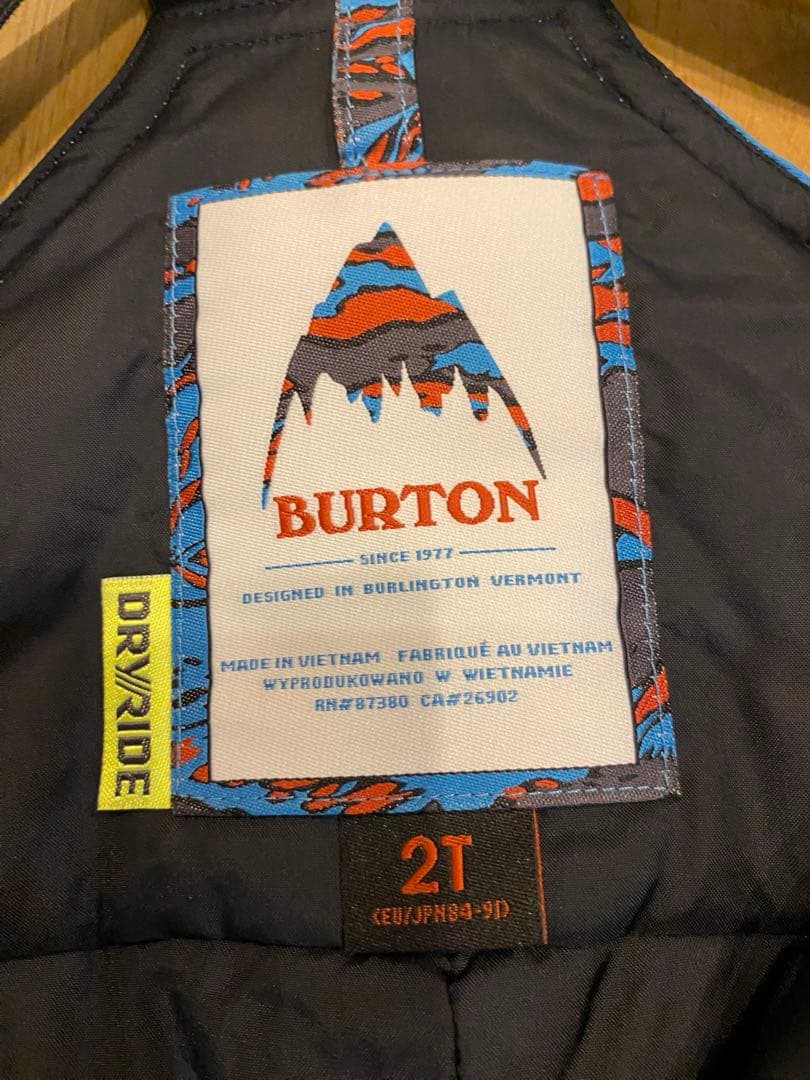 BURTON
SINCE 1977
DESIGNED IN BURLINGTON VERMONT
MADE IN VIETNAM FABRIQUÉ AU VIETNAM
WYPRODUKOWANO W WIETNAMIE
RN#87380 CA#26902
DRY//RIDE
2T
(EU/JPN84-91)